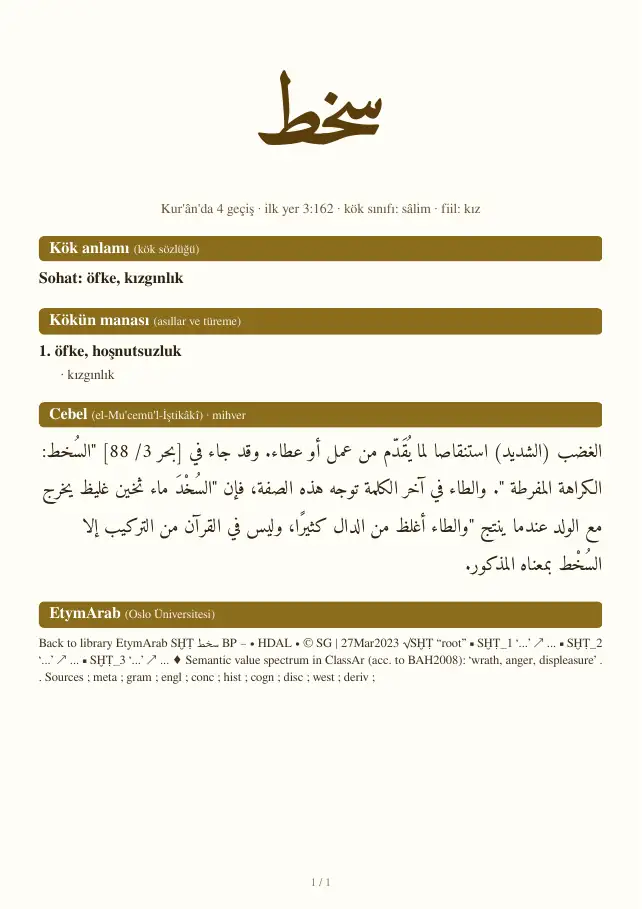 سخط
Kur'ân'da 4 geçiş · ilk yer 3:162 · kök sınıfı: sâlim · fiil: kız
Kök anlamı (kök sözlüğü)
Sohat: öfke, kızgınlık
Kökün manası (asıllar ve türeme)
1. öfke, hoşnutsuzluk
· kızgınlık
Cebel (el-Mu'cemü'l-İştikâkî) · mihver
الغضب (الشديد) استنقاصا لما يُقَدّم من عمل أو عطاء. وقد جاء في [بحر 3/ 88] "السُخط:
الكراهة المفرطة ". والطاء في آخر الكلمة توجه هذه الصفة، فإن "السُخْدَ ماء ثخين غليظ يخرج
مع الولد عندما ينتج "والطاء أغلظ من الدال كثيرًا، وليس في القرآن من التركيب إلا
السُخْط بمعناه المذكور.
EtymArab (Oslo Üniversitesi)
Back to library EtymArab SḪṬ سخط BP – • HDAL • © SG | 27Mar2023 √SḪṬ “root” ▪ SḪṬ_1 ‘...’ ↗ ... ▪ SḪṬ_2
‘...’ ↗ ... ▪ SḪṬ_3 ‘...’ ↗ ... ♦ Semantic value spectrum in ClassAr (acc. to BAH2008): ‘wrath, anger, displeasure’ .
. Sources ; meta ; gram ; engl ; conc ; hist ; cogn ; disc ; west ; deriv ;
1 / 1